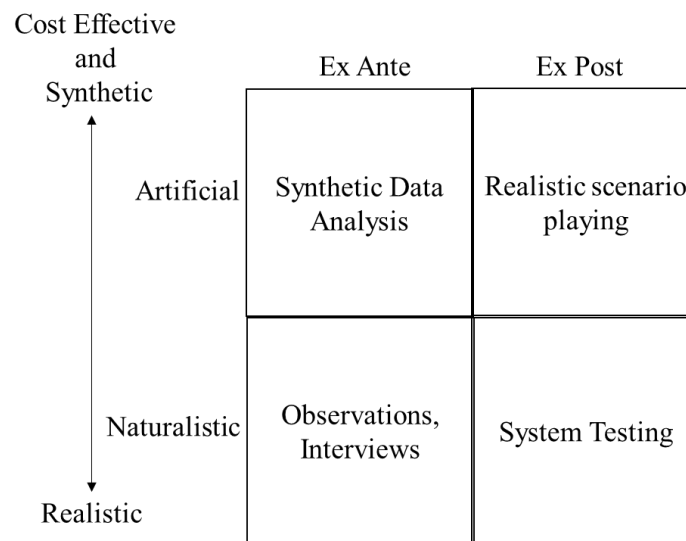 Cost Effective
and
Synthetic
Ex Ante
Ex Post
Artificial
Synthetic Data
Analysis
Realistic scenario
playing
Naturalistic
Observations,
Interviews
System Testing
Realistic